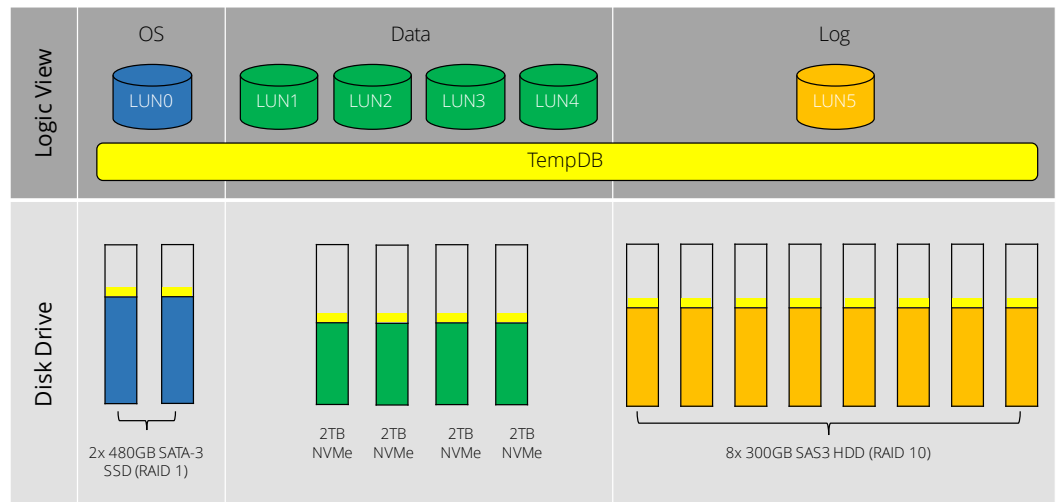 Logic View
OS
Data
Log
LUN0
LUN1
LUN2
LUN3
LUN4
LUN5
TempDB
Disk Drive
2x 480GB SATA-3
SSD (RAID 1)
2TB
NVMe
2TB
NVMe
2TB
NVMe
2TB
NVMe
8x 300GB SAS3 HDD (RAID 10)